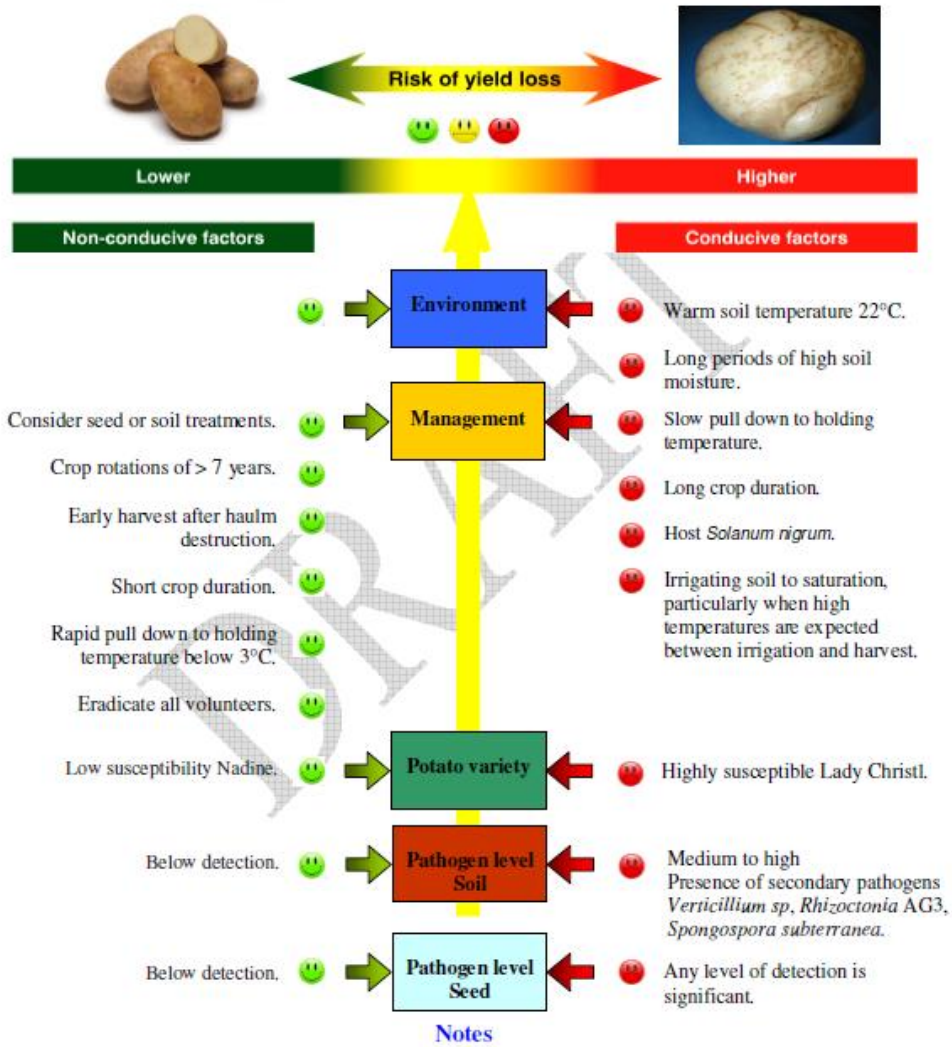 Risk of yield loss
Lower
Higher
Non-conducive factors
Conducive factors
DRAFT
Environment
Warm soil temperature 22°C.
Long periods of high soil
moisture.
Management
Consider seed or soil treatments.
Crop rotations of > 7 years.
Early harvest after haulm
destruction.
Short crop duration.
Rapid pull down to holding
temperature below 3°C.
Eradicate all volunteers.
Slow pull down to holding
temperature.
Long crop duration.
Host Solanum nigrum.
Irrigating soil to saturation,
particularly when high
temperatures are expected
between irrigation and harvest.
Low susceptibility Nadine.
Potato variety
Highly susceptible Lady Christl.
Below detection.
Pathogen level
Soil
Medium to high
Presence of secondary pathogens
Verticillium sp, Rhizoctonia AG3,
Spongospora subterranea.
Below detection.
Pathogen level
Seed
Any level of detection is
significant.
Notes